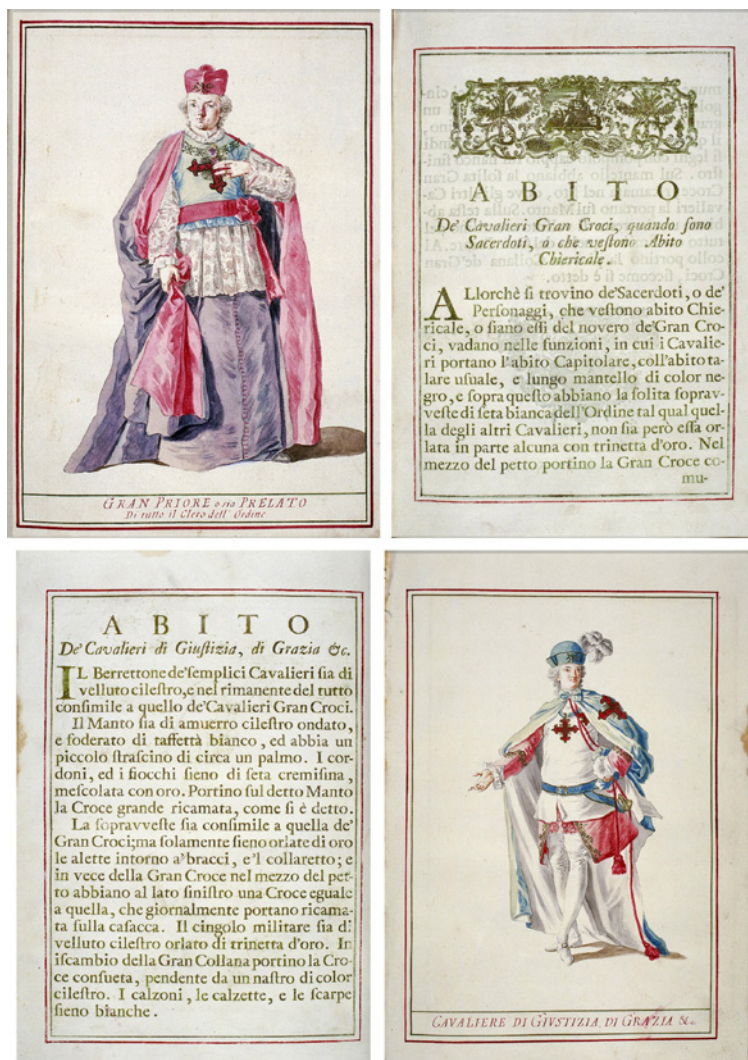 GRAN PRIORE o sia PRELATO
Di tutto il Clero dell' Ordine
ABITO
De' Cavalieri Gran Croci, quando ſono
Sacerdoti, o che veſtono Abito
Chiericale.
ALlorchè ſi trovino de'Sacerdoti, o de'
Perſonaggi, che veſtono abito Chie-
ricale, o ſiano eſſi del novero de'Gran Cro-
ci, vadano nelle funzioni, in cui i Cavalie-
ri portano l'abito Capitolare, coll'abito ta-
lare uſuale, e lungo mantello di color ne-
gro, e ſopra queſto abbiano la ſolita ſoprav-
veſte di ſeta bianca dell'Ordine tal qual quel-
la degli altri Cavalieri, non ſia però eſſa or-
lata in parte alcuna con trinetta d'oro. Nel
mezzo del petto portino la Gran Croce co-
mu-
ABITO
De' Cavalieri di Giuſtizia, di Grazia &c.
IL Berrettone de'ſemplici Cavalieri ſia di
velluto cileſtro, e nel rimanente del tutto
conſimile a quello de'Cavalieri Gran Croci.
Il Manto ſia di amuerro cileſtro ondato,
e foderato di taffettà bianco, ed abbia un
piccolo ſtraſcino di circa un palmo. I cor-
doni, ed i fiocchi ſieno di ſeta cremiſina,
meſcolata con oro. Portino ſul detto Manto
la Croce grande ricamata, come ſi è detto.
La ſopravveſte ſia conſimile a quella de'
Gran Croci; ma ſolamente ſieno orlate di oro
le alette intorno a'bracci, e'l collaretto; e
in vece della Gran Croce nel mezzo del pet-
to abbiano al lato ſiniſtro una Croce eguale
a quella, che giornalmente portano ricama-
ta ſulla caſacca. Il cingolo militare ſia di
velluto cileſtro orlato di trinetta d'oro. In
iſcambio della Gran Collana portino la Cro-
ce conſueta, pendente da un naſtro di color
cileſtro. I calzoni, le calzette, e le ſcarpe
ſieno bianche.
CAVALIERE DI GIVSTIZIA, DI GRAZIA &c.